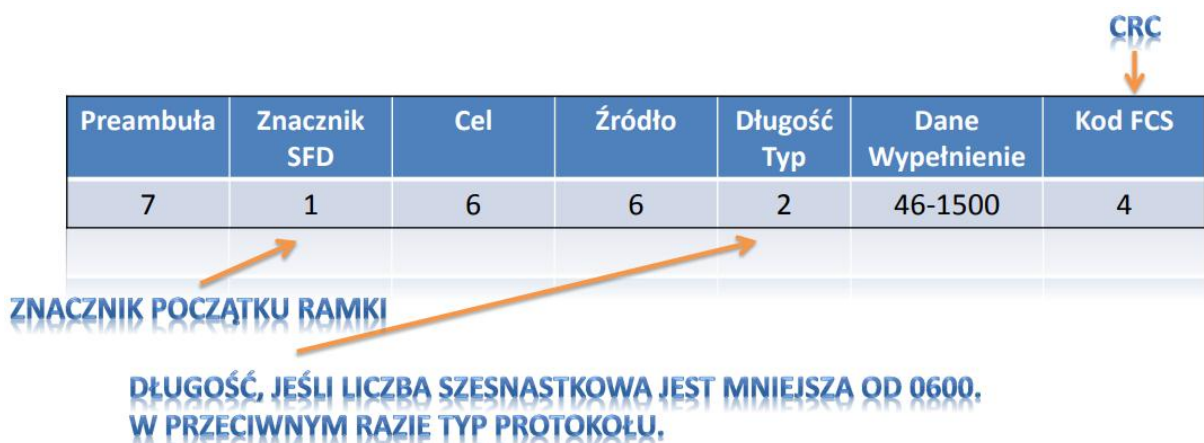 CRC
Preambuła Znacznik SFD Cel Źródło Długość Typ Dane Wypełnienie Kod FCS
7 1 6 6 2 46-1500 4
ZNACZNIK POCZĄTKU RAMKI
DŁUGOŚĆ, JEŚLI LICZBA SZESNASTKOWA JEST MNIEJSZA OD 0600.
W PRZECIWNYM RAZIE TYP PROTOKOŁU.